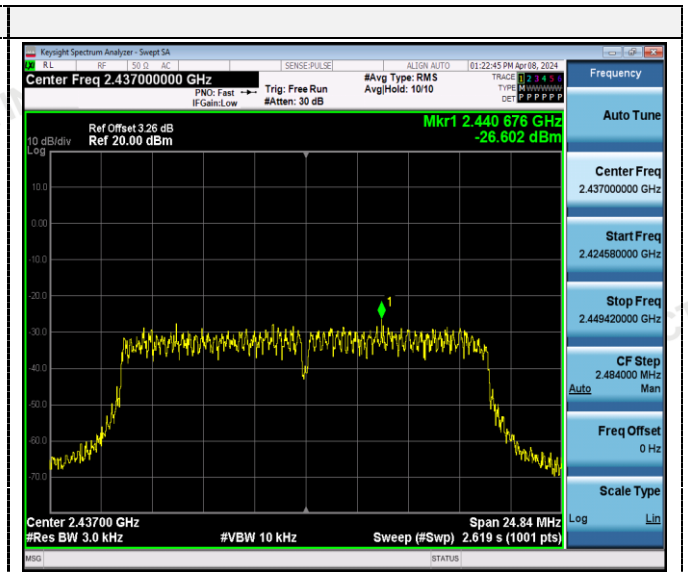 Keysight Spectrum Analyzer - Swept SA
RL RF 50 Ω AC SENSE:PULSE ALIGN AUTO 01:22:45 PM Apr 08, 2024
Center Freq 2.437000000 GHz
PNO: Fast
IFGain:Low
Trig: Free Run
#Atten: 30 dB
#Avg Type: RMS
Avg|Hold: 10/10
TRACE 1 2 3 4 5 6
TYPE M W W W W W
DET P P P P P P
Frequency
Ref Offset 3.26 dB
10 dB/div Ref 20.00 dBm
Log
Mkr1 2.440 676 GHz
-26.602 dBm
10.0
0.00
-10.0
-20.0
-30.0
-40.0
-50.0
-60.0
-70.0
1
Center 2.43700 GHz Span 24.84 MHz
#Res BW 3.0 kHz #VBW 10 kHz Sweep (#Swp) 2.619 s (1001 pts)
MSG STATUS
Auto Tune
Center Freq
2.437000000 GHz
Start Freq
2.424580000 GHz
Stop Freq
2.449420000 GHz
CF Step
2.484000 MHz
Auto Man
Freq Offset
0 Hz
Scale Type
Log Lin